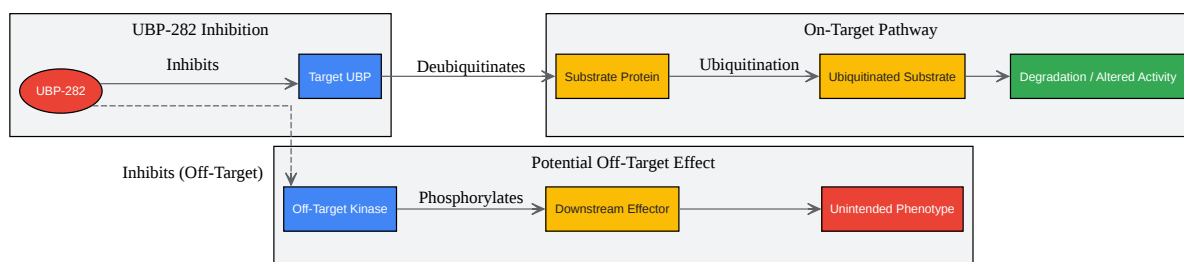 UBP-282 Inhibition
On-Target Pathway
UBP-282
Inhibits
Target UBP
Deubiquitinates
Substrate Protein
Ubiquitination
Ubiquitinated Substrate
Degradation / Altered Activity
Inhibits (Off-Target)
Potential Off-Target Effect
Off-Target Kinase
Phosphorylates
Downstream Effector
Unintended Phenotype